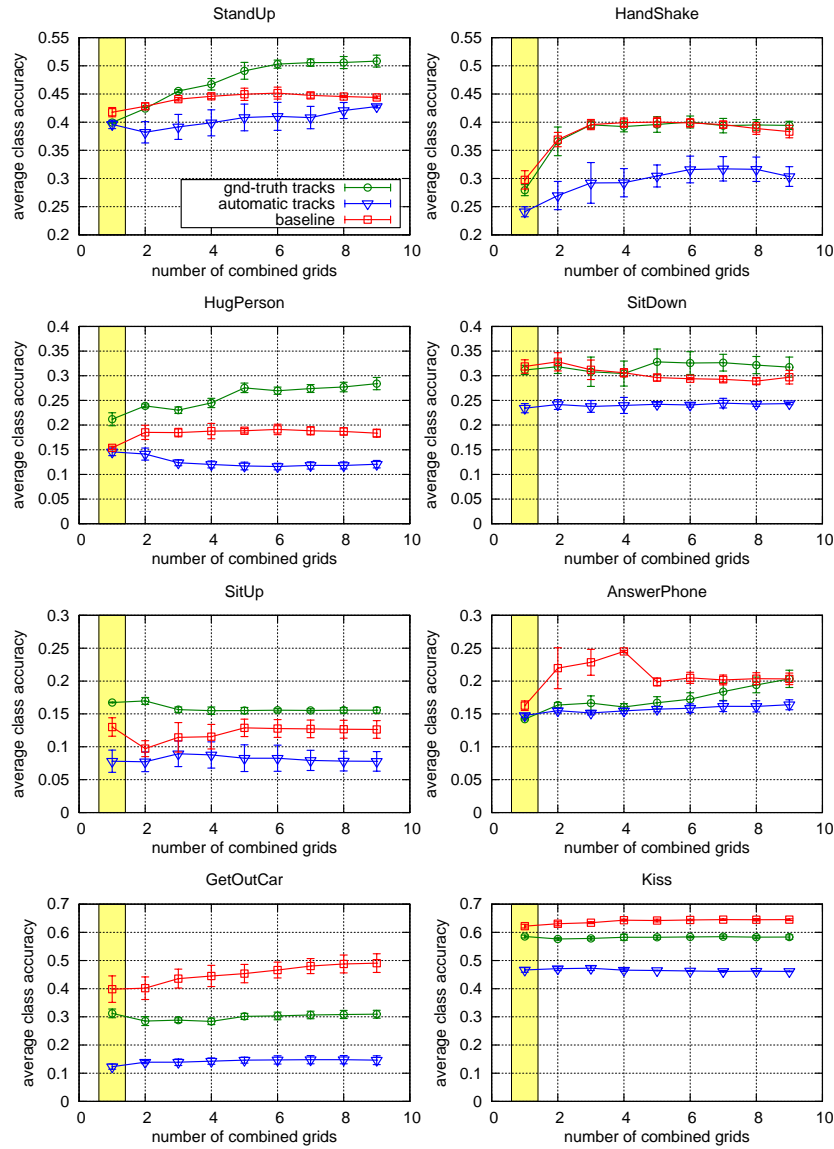 StandUp
average class accuracy
0.55
0.5
0.45
0.4
0.35
0.3
0.25
0.2
gnd-truth tracks
automatic tracks
baseline
0 2 4 6 8 10
number of combined grids
HandShake
average class accuracy
0.55
0.5
0.45
0.4
0.35
0.3
0.25
0.2
0 2 4 6 8 10
number of combined grids
HugPerson
average class accuracy
0.4
0.35
0.3
0.25
0.2
0.15
0.1
0.05
0
0 2 4 6 8 10
number of combined grids
SitDown
average class accuracy
0.4
0.35
0.3
0.25
0.2
0.15
0.1
0.05
0
0 2 4 6 8 10
number of combined grids
SitUp
average class accuracy
0.3
0.25
0.2
0.15
0.1
0.05
0
0 2 4 6 8 10
number of combined grids
AnswerPhone
average class accuracy
0.3
0.25
0.2
0.15
0.1
0.05
0
0 2 4 6 8 10
number of combined grids
GetOutCar
average class accuracy
0.7
0.6
0.5
0.4
0.3
0.2
0.1
0
0 2 4 6 8 10
number of combined grids
Kiss
average class accuracy
0.7
0.6
0.5
0.4
0.3
0.2
0.1
0
0 2 4 6 8 10
number of combined grids